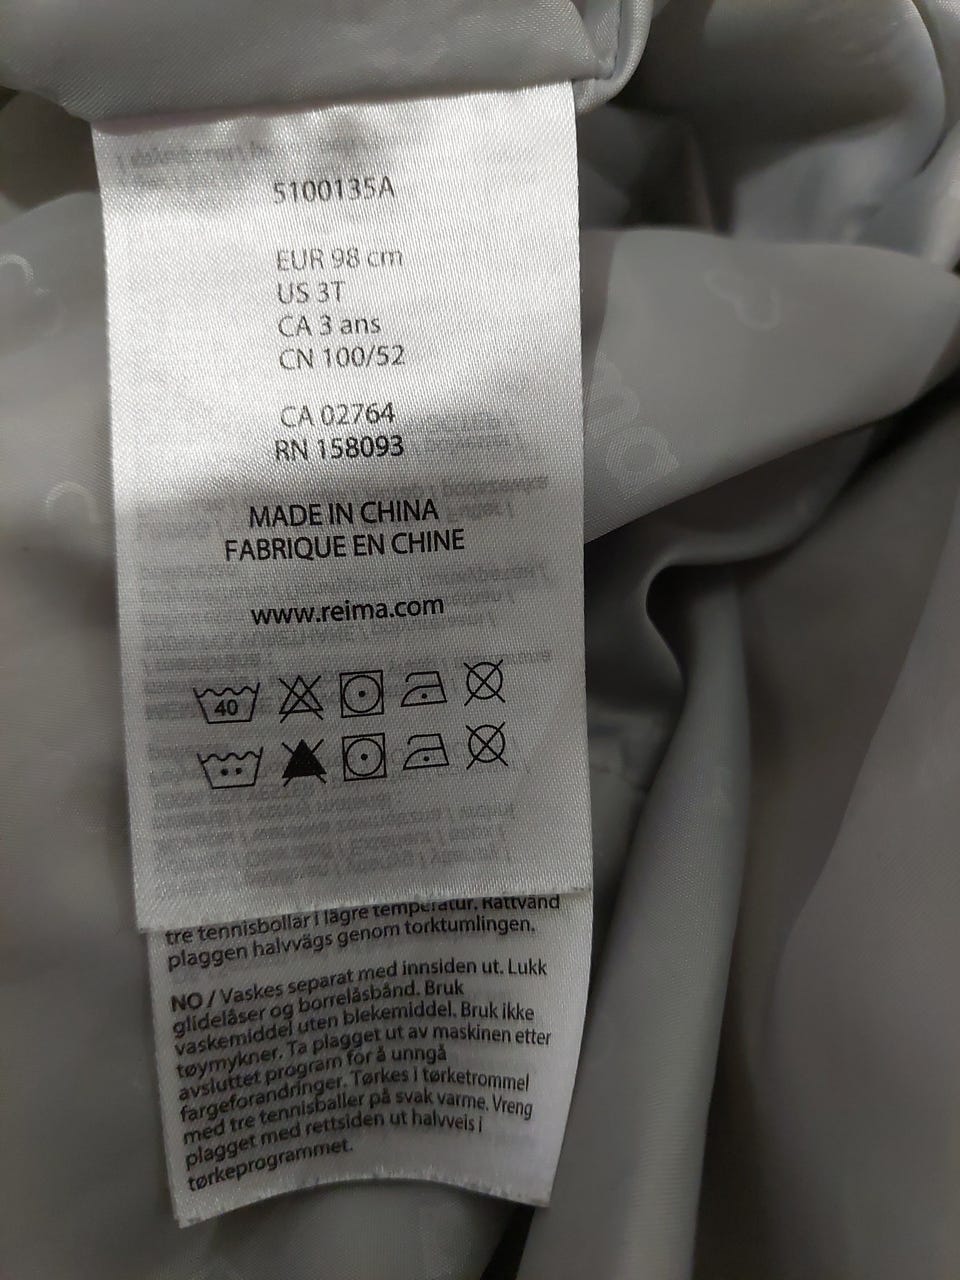 5100135A
EUR 98 cm
US 3T
CA 3 ans
CN 100/52
CA 02764
RN 158093
MADE IN CHINA
FABRIQUE EN CHINE
www.reima.com
40
tre tennisbollar i lägre temperatur. Rättvänd
plaggen halvvägs genom torktumlingen.
NO / Vaskes separat med innsiden ut. Lukk
glidelåser og borrelåsbånd. Bruk
vaskemiddel uten blekemiddel. Bruk ikke
tøymykner. Ta plagget ut av maskinen etter
avsluttet program for å unngå
fargeforandringer. Tørkes i tørketrommel
med tre tennisballer på svak varme. Vreng
plagget med rettsiden ut halvveis i
tørkeprogrammet.